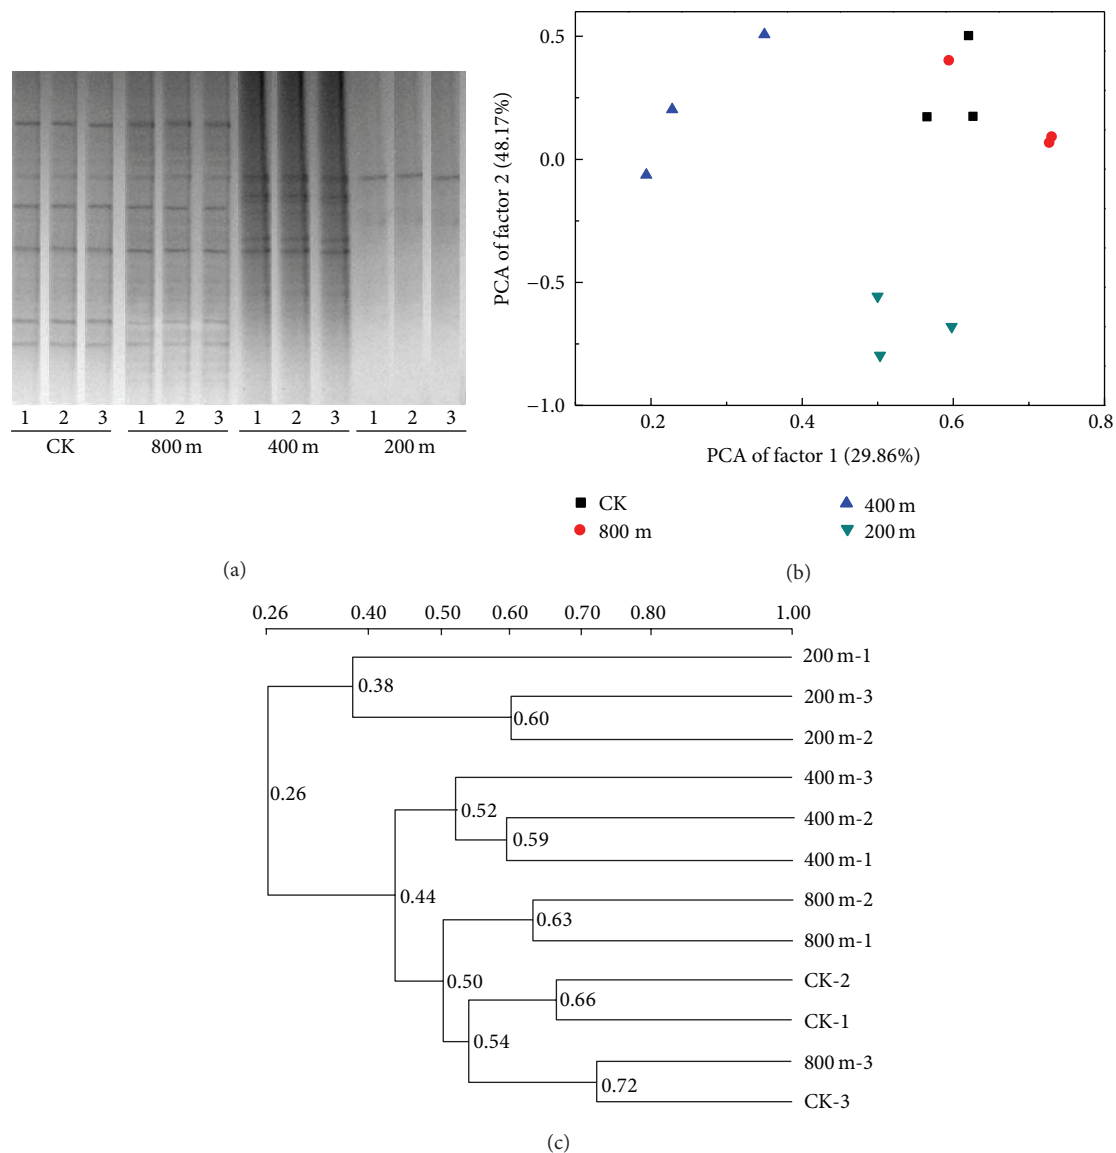 1 2 3 1 2 3 1 2 3 1 2 3
CK 800 m 400 m 200 m
(a)
PCA of factor 2 (48.17%)
0.5
0.0
−0.5
−1.0
0.2 0.4 0.6 0.8
PCA of factor 1 (29.86%)
CK
800 m
400 m
200 m
(b)
0.26 0.40 0.50 0.60 0.70 0.80 1.00
200 m-1
0.38
200 m-3
0.60
200 m-2
400 m-3
0.26
0.52
400 m-2
0.59
400 m-1
0.44
800 m-2
0.63
800 m-1
0.50
CK-2
0.66
CK-1
0.54
800 m-3
0.72
CK-3
(c)